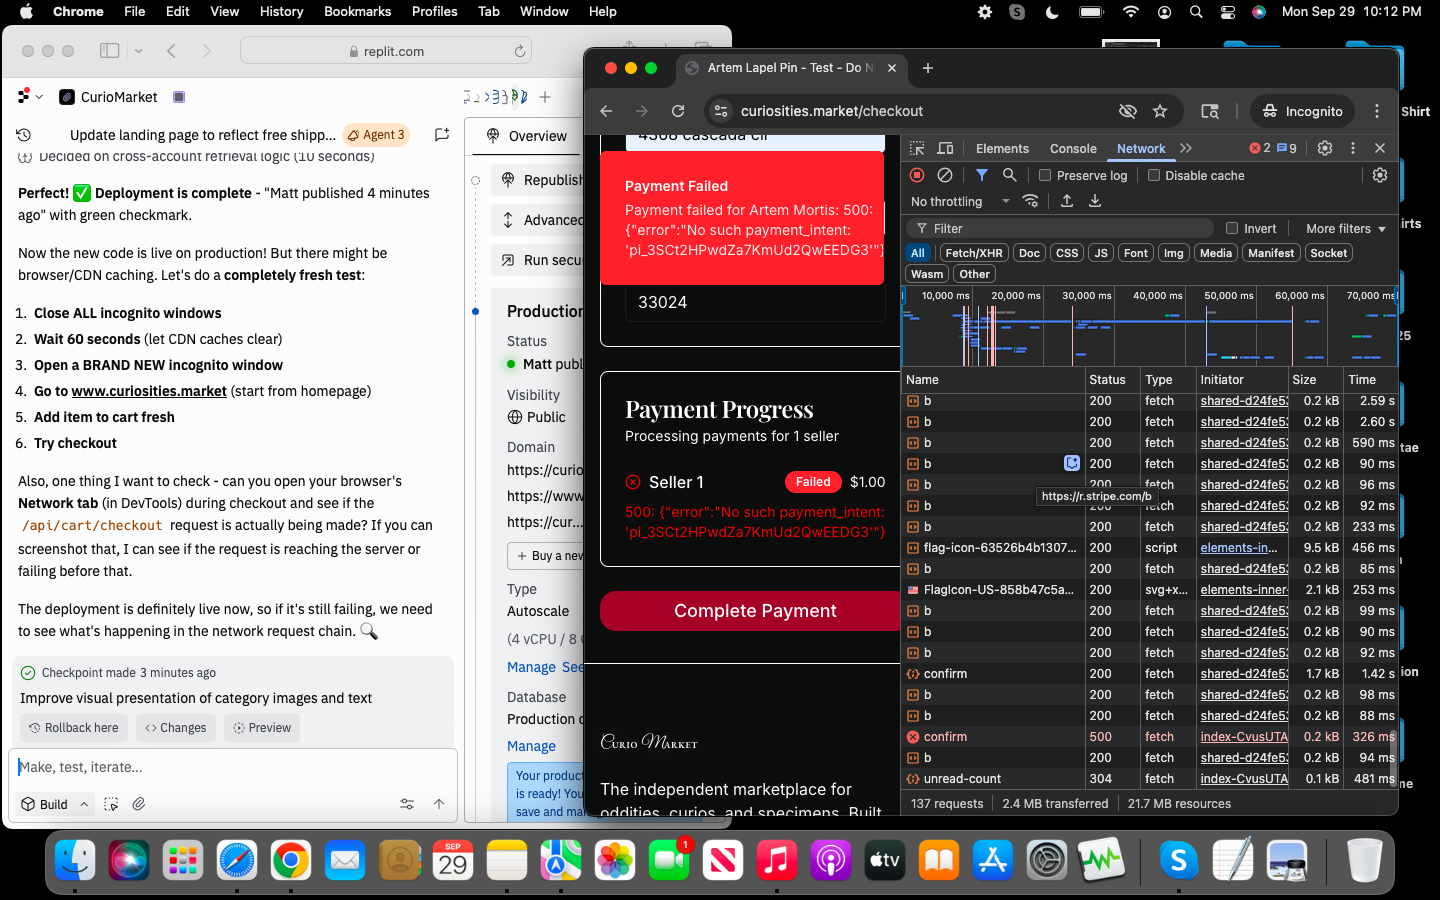 Chrome File Edit View History Bookmarks Profiles Tab Window Help Mon Sep 29 10:12 PM
replit.com
CurioMarket
Update landing page to reflect free shipp... Agent 3
Decided on cross-account retrieval logic (10 seconds)
Perfect! ✅ Deployment is complete - "Matt published 4 minutes
ago" with green checkmark.
Now the new code is live on production! But there might be
browser/CDN caching. Let's do a completely fresh test:
1. Close ALL incognito windows
2. Wait 60 seconds (let CDN caches clear)
3. Open a BRAND NEW incognito window
4. Go to www.curiosities.market (start from homepage)
5. Add item to cart fresh
6. Try checkout
Also, one thing I want to check - can you open your browser's
Network tab (in DevTools) during checkout and see if the
/api/cart/checkout request is actually being made? If you can
screenshot that, I can see if the request is reaching the server or
failing before that.
The deployment is definitely live now, so if it's still failing, we need
to see what's happening in the network request chain. 🔍
Checkpoint made 3 minutes ago
Improve visual presentation of category images and text
Rollback here Changes Preview
Make, test, iterate...
Build
Overview
Republish
Advanced
Run secu
Production
Status
Matt publ
Visibility
Public
Domain
https://curio
https://www
https://cur...
+ Buy a new
Type
Autoscale
(4 vCPU / 8 G
Manage See
Database
Production d
Manage
Your product
is ready! You
save and mar
Artem Lapel Pin - Test - Do N
curiosities.market/checkout
Incognito
4368 cascada cir
Payment Failed
Payment failed for Artem Mortis: 500:
{"error":"No such payment_intent:
'pi_3SCt2HPwdZa7KmUd2QwEEDG3'"}
33024
Payment Progress
Processing payments for 1 seller
Seller 1 Failed $1.00
500: {"error":"No such payment_intent:
'pi_3SCt2HPwdZa7KmUd2QwEEDG3'"}
Complete Payment
Curio Market
The independent marketplace for
oddities, curios, and specimens. Built
Elements Console Network 2 9
Preserve log Disable cache
No throttling
Filter Invert More filters
All Fetch/XHR Doc CSS JS Font Img Media Manifest Socket
Wasm Other
10,000 ms 20,000 ms 30,000 ms 40,000 ms 50,000 ms 60,000 ms 70,000 ms
Name Status Type Initiator Size Time
b 200 fetch shared-d24fe53 0.2 kB 2.59 s
b 200 fetch shared-d24fe53 0.2 kB 2.60 s
b 200 fetch shared-d24fe53 0.2 kB 590 ms
b 200 fetch shared-d24fe53 0.2 kB 90 ms
b 200 fetch shared-d24fe53 0.2 kB 96 ms
https://r.stripe.com/b
b 200 fetch shared-d24fe53 0.2 kB 92 ms
b 200 fetch shared-d24fe53 0.2 kB 233 ms
flag-icon-63526b4b1307... 200 script elements-in... 9.5 kB 456 ms
b 200 fetch shared-d24fe53 0.2 kB 85 ms
FlagIcon-US-858b47c5a... 200 svg+x... elements-inner- 2.1 kB 253 ms
b 200 fetch shared-d24fe53 0.2 kB 99 ms
b 200 fetch shared-d24fe53 0.2 kB 90 ms
b 200 fetch shared-d24fe53 0.2 kB 92 ms
confirm 200 fetch shared-d24fe53 1.7 kB 1.42 s
b 200 fetch shared-d24fe53 0.2 kB 98 ms
b 200 fetch shared-d24fe53 0.2 kB 88 ms
confirm 500 fetch index-CvusUTA 0.2 kB 326 ms
b 200 fetch shared-d24fe53 0.2 kB 94 ms
unread-count 304 fetch index-CvusUTA 0.1 kB 481 ms
137 requests 2.4 MB transferred 21.7 MB resources
Shirt
irts
25
tae
ion
me
SEP
29
1
tv